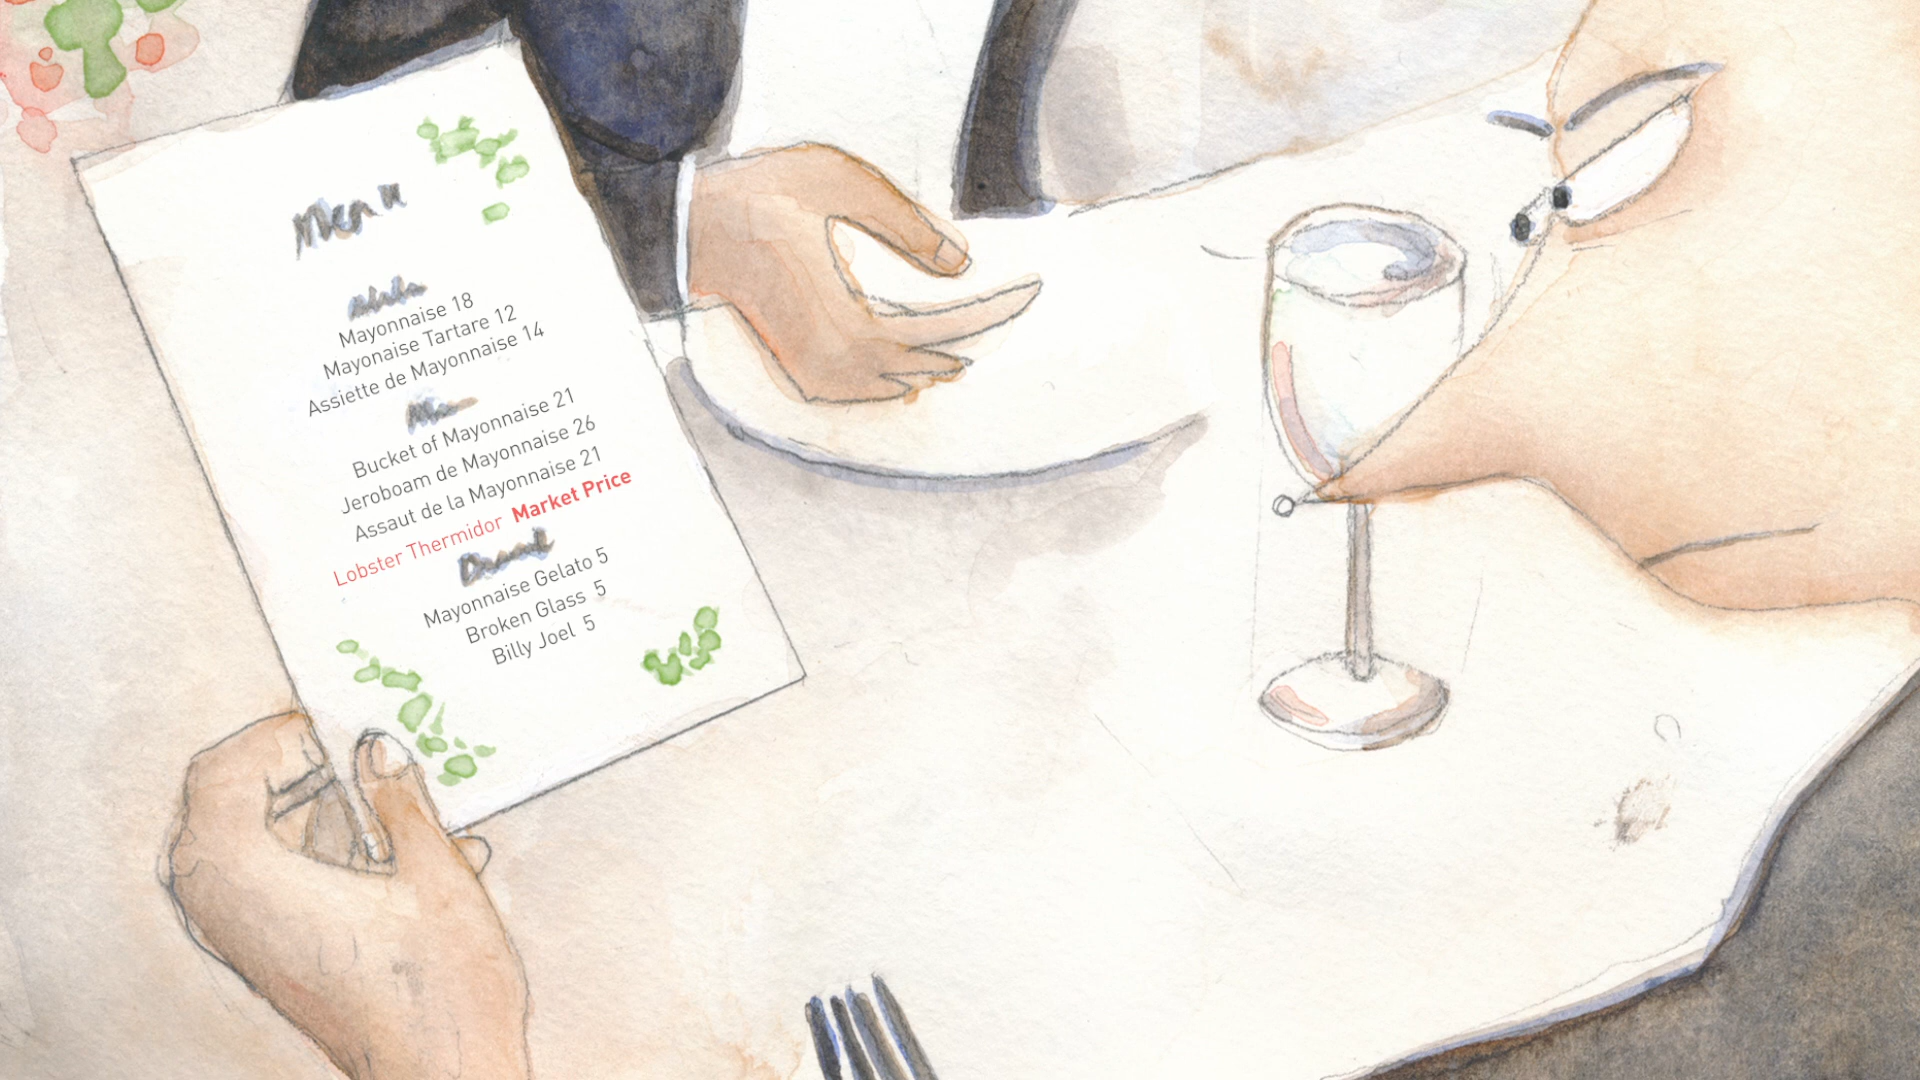 Menu
Mayonnaise 18
Mayonaise Tartare 12
Assiette de Mayonnaise 14
Bucket of Mayonnaise 21
Jeroboam de Mayonnaise 26
Assaut de la Mayonnaise 21
Lobster Thermidor Market Price
Mayonnaise Gelato 5
Broken Glass 5
Billy Joel 5